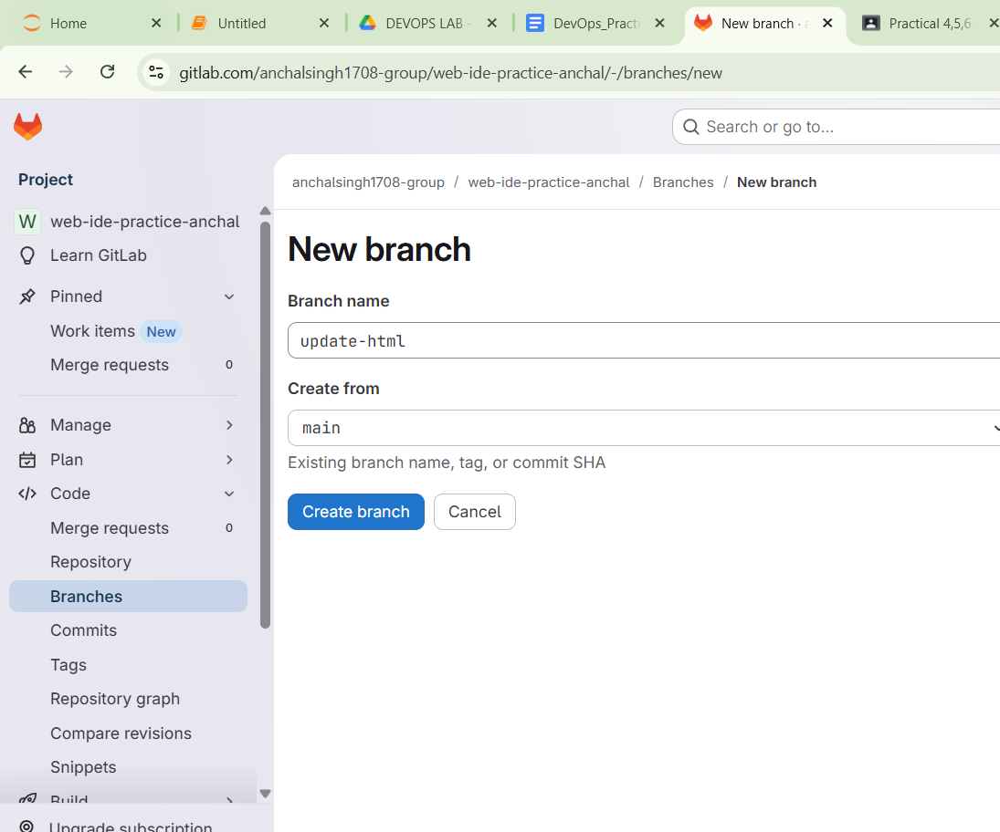 Home
Untitled
DEVOPS LAB -
DevOps_Practi
New branch · a
Practical 4,5,6
gitlab.com/anchalsingh1708-group/web-ide-practice-anchal/-/branches/new
Search or go to...
Project
W web-ide-practice-anchal
Learn GitLab
Pinned
Work items New
Merge requests 0
Manage
Plan
Code
Merge requests 0
Repository
Branches
Commits
Tags
Repository graph
Compare revisions
Snippets
Build
Upgrade subscription
anchalsingh1708-group / web-ide-practice-anchal / Branches / New branch
New branch
Branch name
update-html
Create from
main
Existing branch name, tag, or commit SHA
Create branch
Cancel